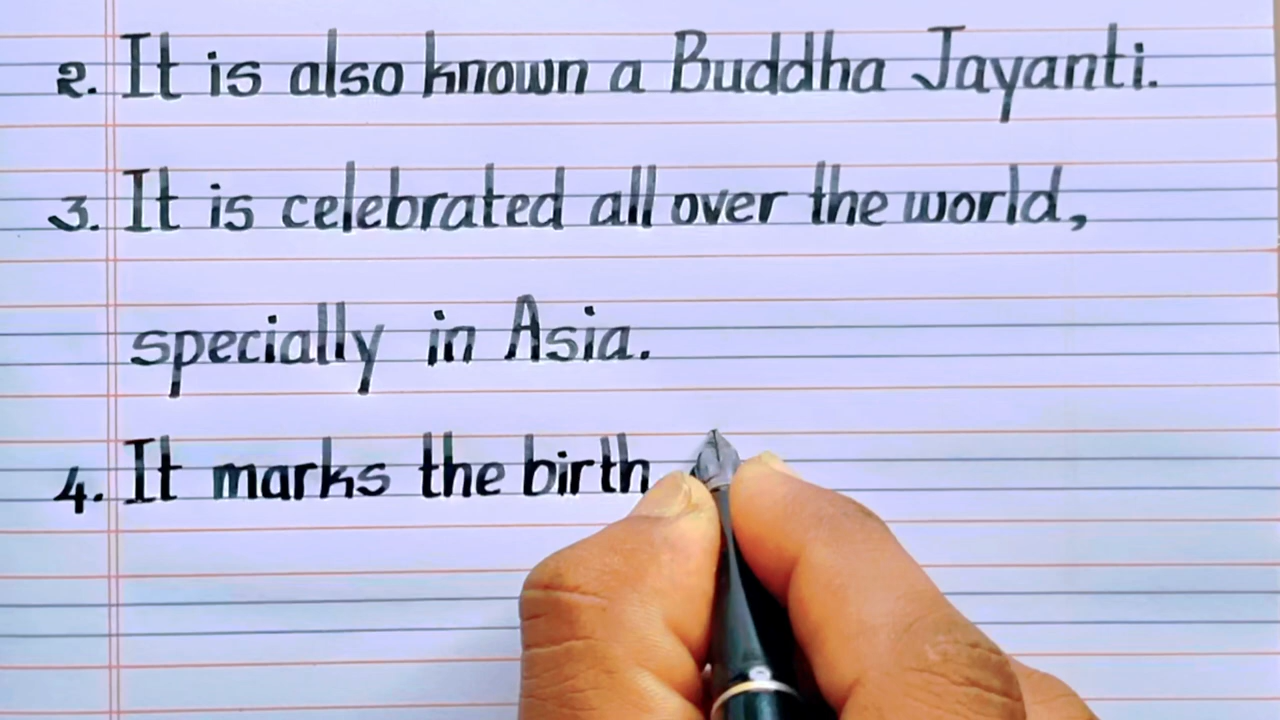 2. It is also known a Buddha Jayanti.
3. It is celebrated all over the world,
specially in Asia.
4. It marks the birth